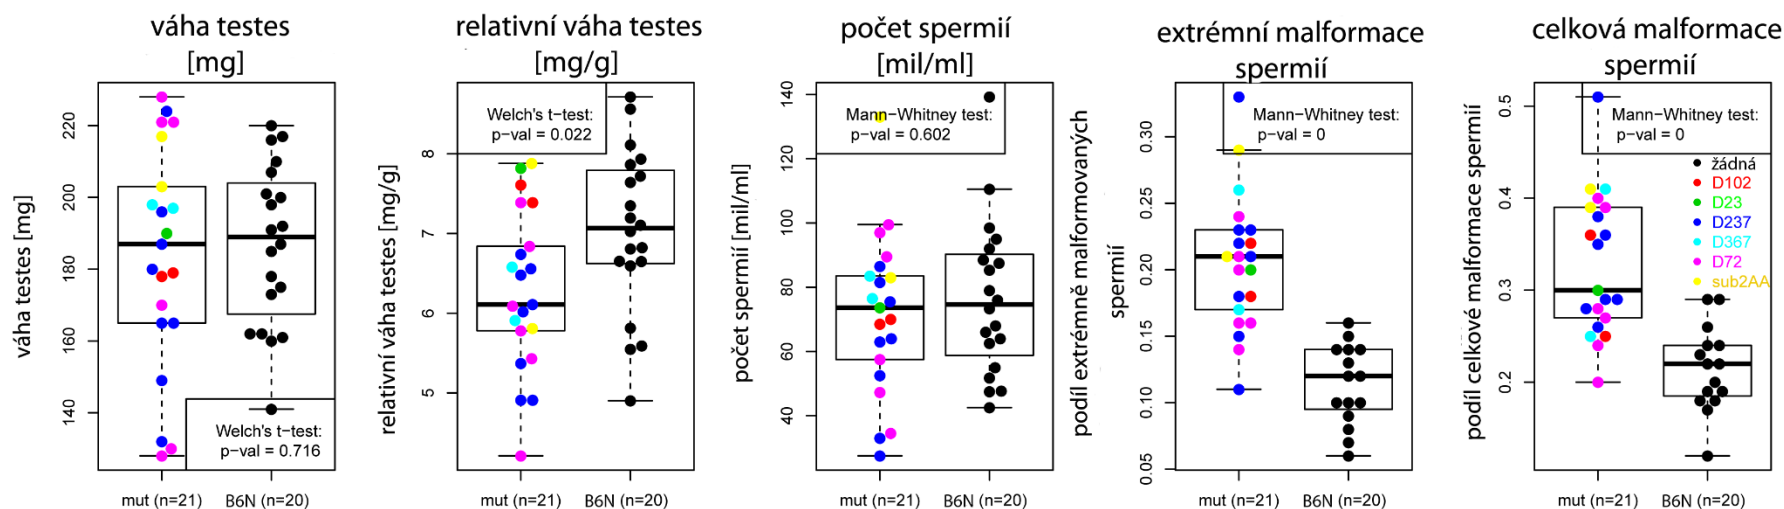 váha testes
[mg]
váha testes [mg]
220
200
180
160
140
Welch's t-test:
p-val = 0.716
mut (n=21)
B6N (n=20)
relativní váha testes
[mg/g]
relativní váha testes [mg/g]
8
7
6
5
Welch's t-test:
p-val = 0.022
mut (n=21)
B6N (n=20)
počet spermií
[mil/ml]
počet spermií [mil/ml]
140
120
100
80
60
40
Mann-Whitney test:
p-val = 0.602
mut (n=21)
B6N (n=20)
extrémní malformace
spermií
podíl extrémně malformovaných
spermií
0.30
0.25
0.20
0.15
0.10
0.05
Mann-Whitney test:
p-val = 0
mut (n=21)
B6N (n=20)
celková malformace
spermií
podíl celkové malformace spermií
0.5
0.4
0.3
0.2
Mann-Whitney test:
p-val = 0
žádná
D102
D23
D237
D367
D72
sub2AA
mut (n=21)
B6N (n=20)